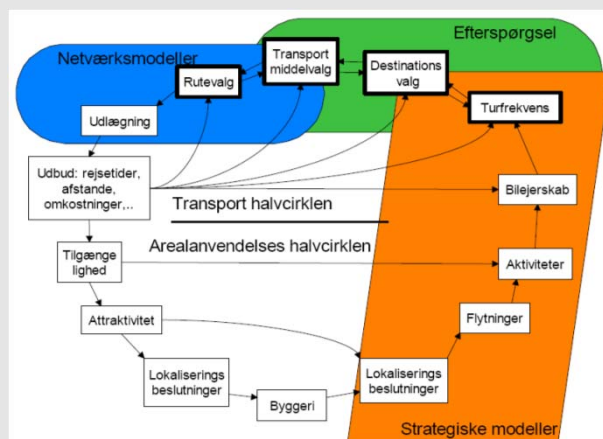 Efterspørgsel
Netværksmodeller
Transport
middelvalg
Destinations
valg
Rutevalg
Turfrekvens
Udlægning
Udbud: rejsetider,
afstande,
omkostninger,..
Bilejerskab
Transport halvcirklen
Arealanvendelses halvcirklen
Tilgænge
lighed
Aktiviteter
Attraktivitet
Flytninger
Lokaliserings
beslutninger
Byggeri
Lokaliserings
beslutninger
Strategiske modeller